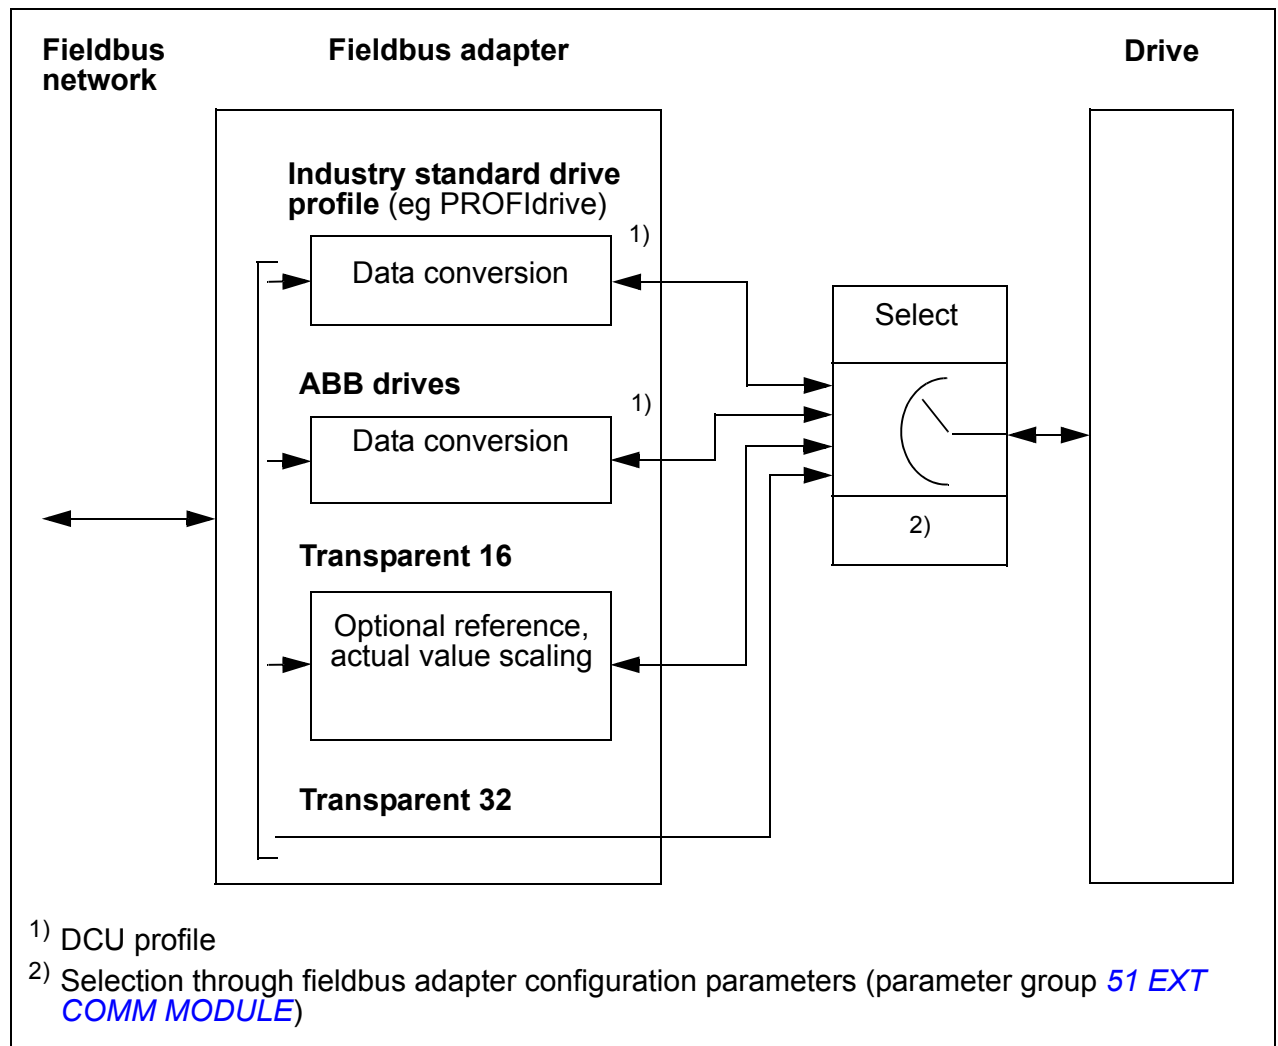 Fieldbus network
Fieldbus adapter
Drive
Industry standard drive
profile (eg PROFIdrive)
1)
Data conversion
Select
ABB drives
1)
Data conversion
2)
Transparent 16
Optional reference,
actual value scaling
Transparent 32
1) DCU profile
2) Selection through fieldbus adapter configuration parameters (parameter group 51 EXT
COMM MODULE)